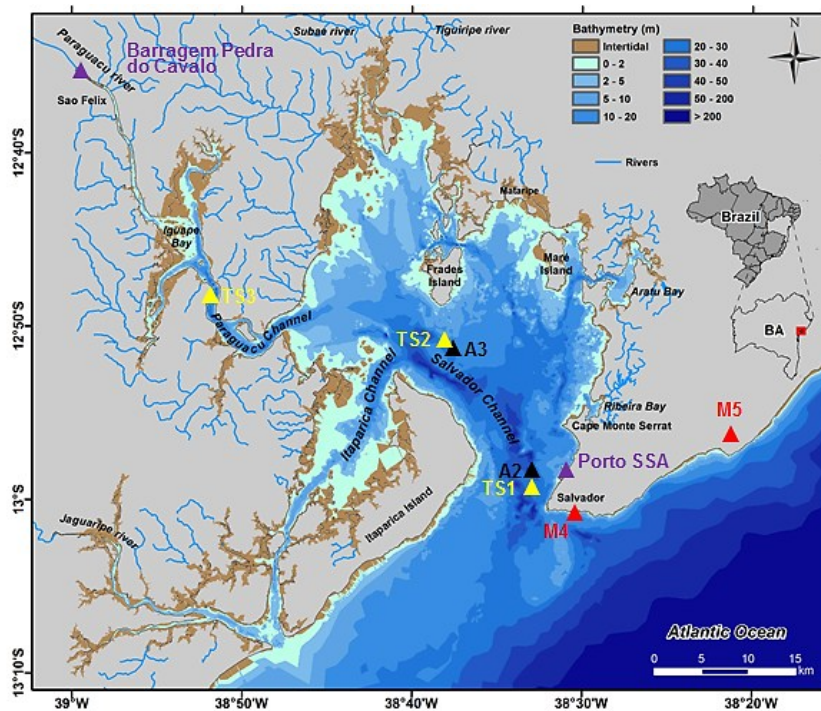 Bathymetry (m)
Intertidal
0 - 2
2 - 5
5 - 10
10 - 20
20 - 30
30 - 40
40 - 50
50 - 200
> 200
Rivers
N
Paraguacu river
Subae river
Tiguiripe river
Barragem Pedra
do Cavalo
Sao Felix
12°40'S
Mataripe
Brazil
Iguape
Bay
Frades
Island
Maré
Island
Aratu Bay
TS3
Paraguacu Channel
BA
12°50'S
TS2
A3
Salvador Channel
Itaparica Channel
Ribeira Bay
Cape Monte Serrat
M5
A2
Porto SSA
TS1
Salvador
13°S
M4
Itaparica Island
Jaguaripe river
Atlantic Ocean
0 5 10 15
km
13°10'S
39°W
38°50'W
38°40'W
38°30'W
38°20'W